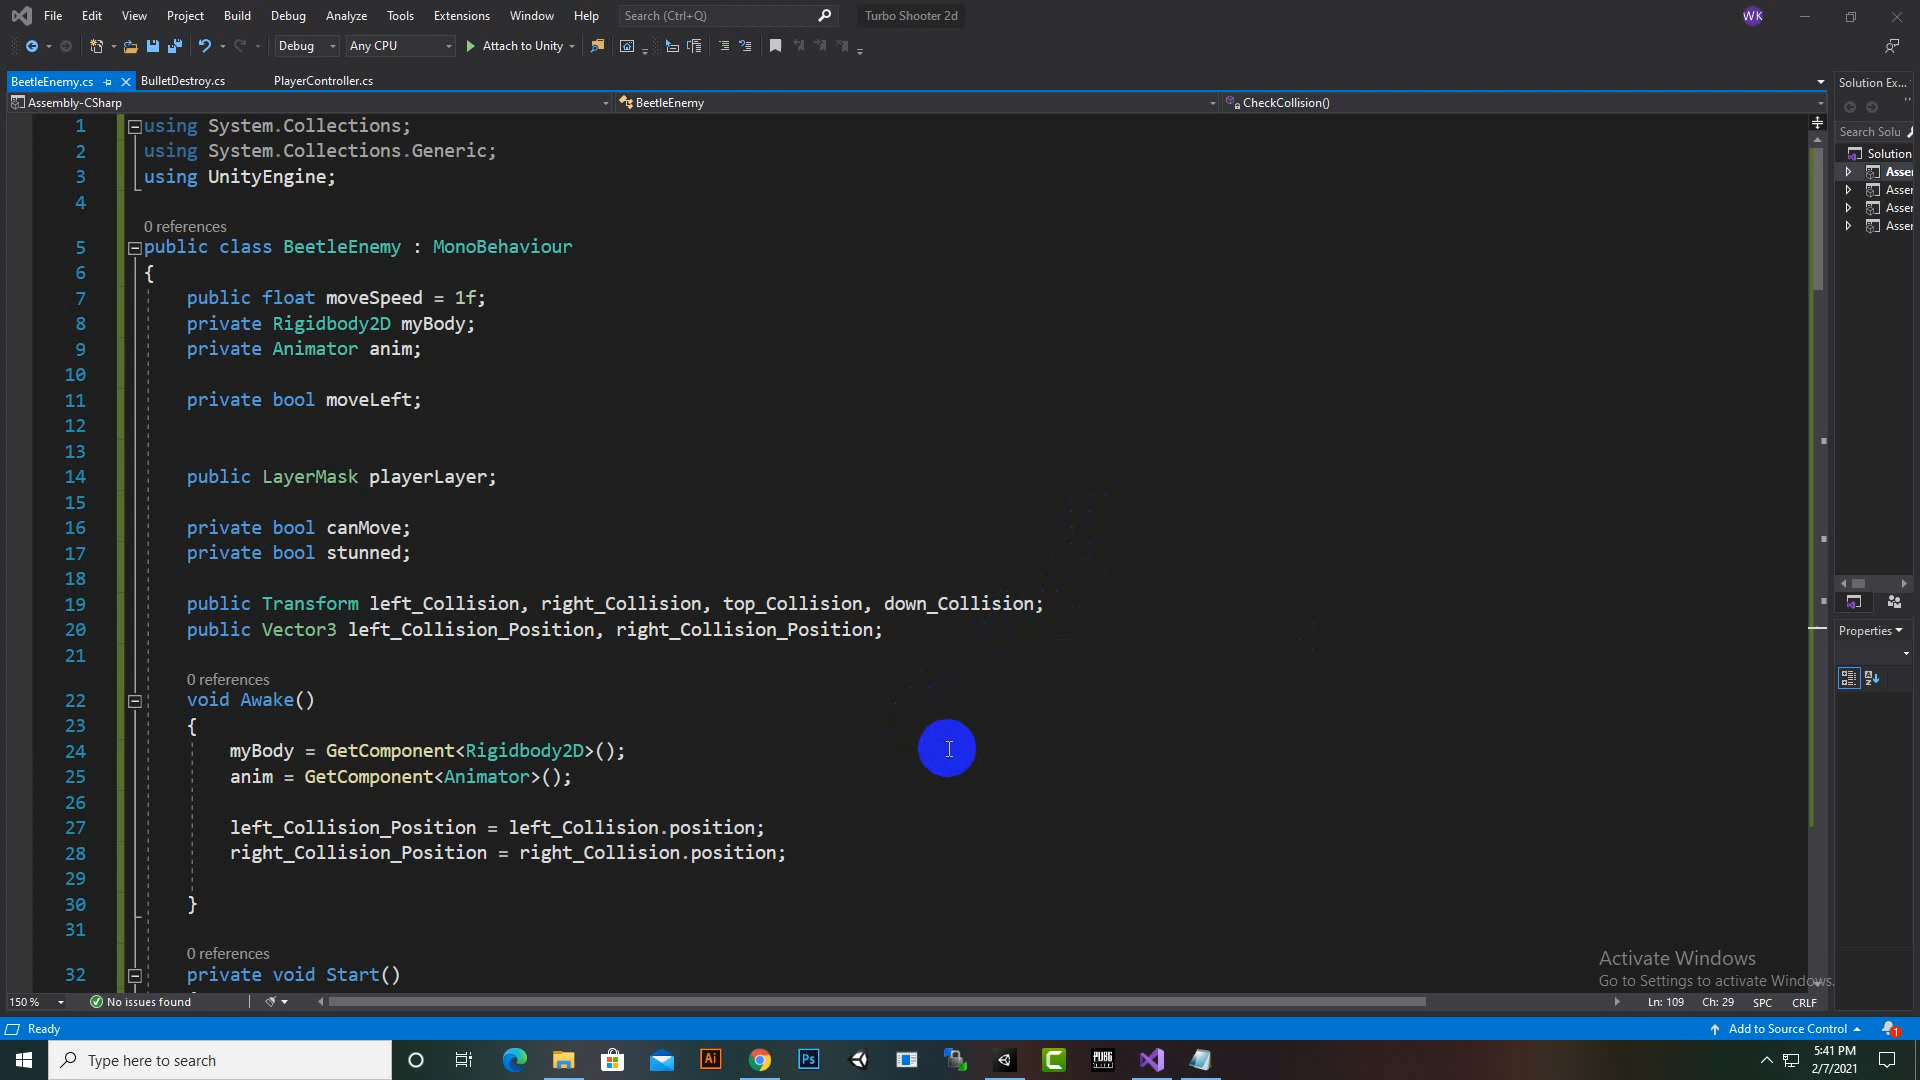 File Edit View Project Build Debug Analyze Tools Extensions Window Help Search (Ctrl+Q) Turbo Shooter 2d WK
Debug Any CPU Attach to Unity
BeetleEnemy.cs BulletDestroy.cs PlayerController.cs Solution Ex...
Assembly-CSharp BeetleEnemy CheckCollision()
Search Solu
Solution
Asse
Asse
Asse
Asse
1 using System.Collections;
2 using System.Collections.Generic;
3 using UnityEngine;
4
0 references
5 public class BeetleEnemy : MonoBehaviour
6 {
7 public float moveSpeed = 1f;
8 private Rigidbody2D myBody;
9 private Animator anim;
10
11 private bool moveLeft;
12
13
14 public LayerMask playerLayer;
15
16 private bool canMove;
17 private bool stunned;
18
19 public Transform left_Collision, right_Collision, top_Collision, down_Collision;
20 public Vector3 left_Collision_Position, right_Collision_Position;
21
0 references
22 void Awake()
23 {
24 myBody = GetComponent<Rigidbody2D>();
25 anim = GetComponent<Animator>();
26
27 left_Collision_Position = left_Collision.position;
28 right_Collision_Position = right_Collision.position;
29
30 }
31
0 references
32 private void Start()
Properties
Activate Windows
Go to Settings to activate Windows.
150 % No issues found Ln: 109 Ch: 29 SPC CRLF
Ready Add to Source Control 1
Type here to search Ai Ps PUBG 5:41 PM
2/7/2021